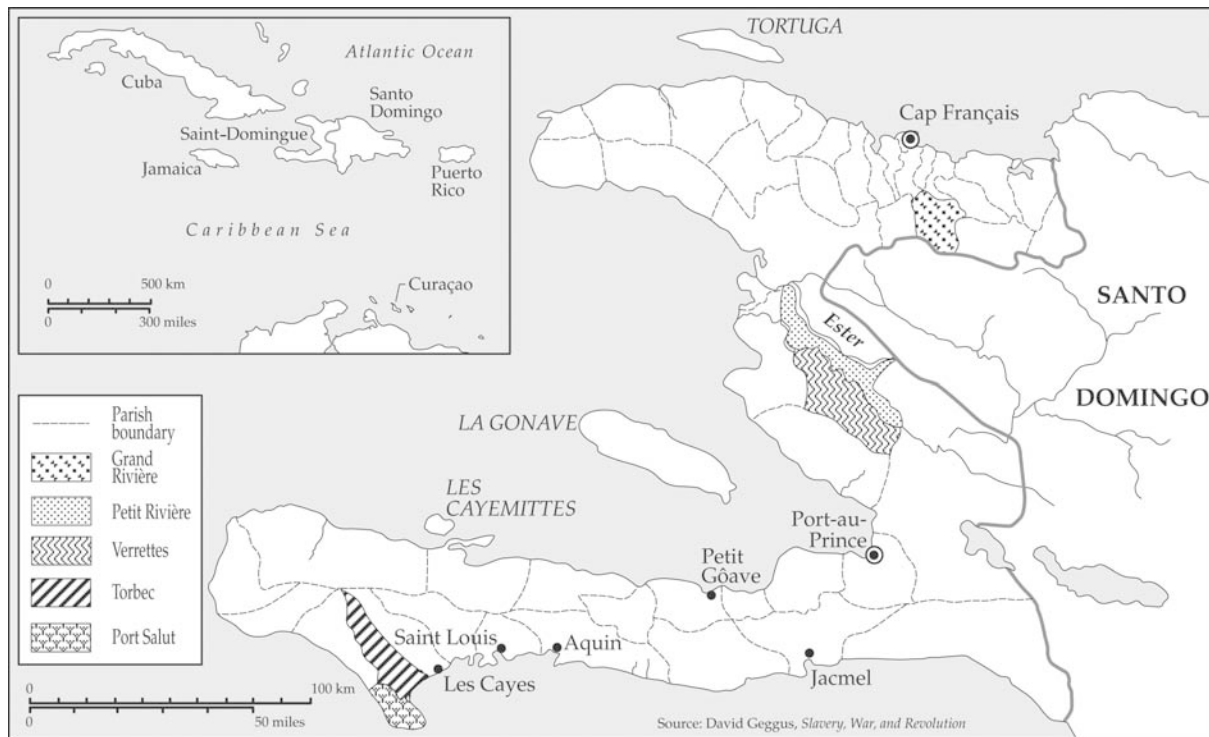 Atlantic Ocean
Cuba
Santo
Domingo
Saint-Domingue
Jamaica
Puerto
Rico
Caribbean Sea
0
500 km
0
300 miles
Curaçao
TORTUGA
Cap Français
SANTO
DOMINGO
Ester
LA GONAVE
LES
CAYEMITTES
Port-au-
Prince
Petit
Gôave
Saint Louis
Aquin
Les Cayes
Jacmel
Parish
boundary
Grand
Rivière
Petit Rivière
Verrettes
Torbec
Port Salut
0
100 km
0
50 miles
Source: David Geggus, Slavery, War, and Revolution